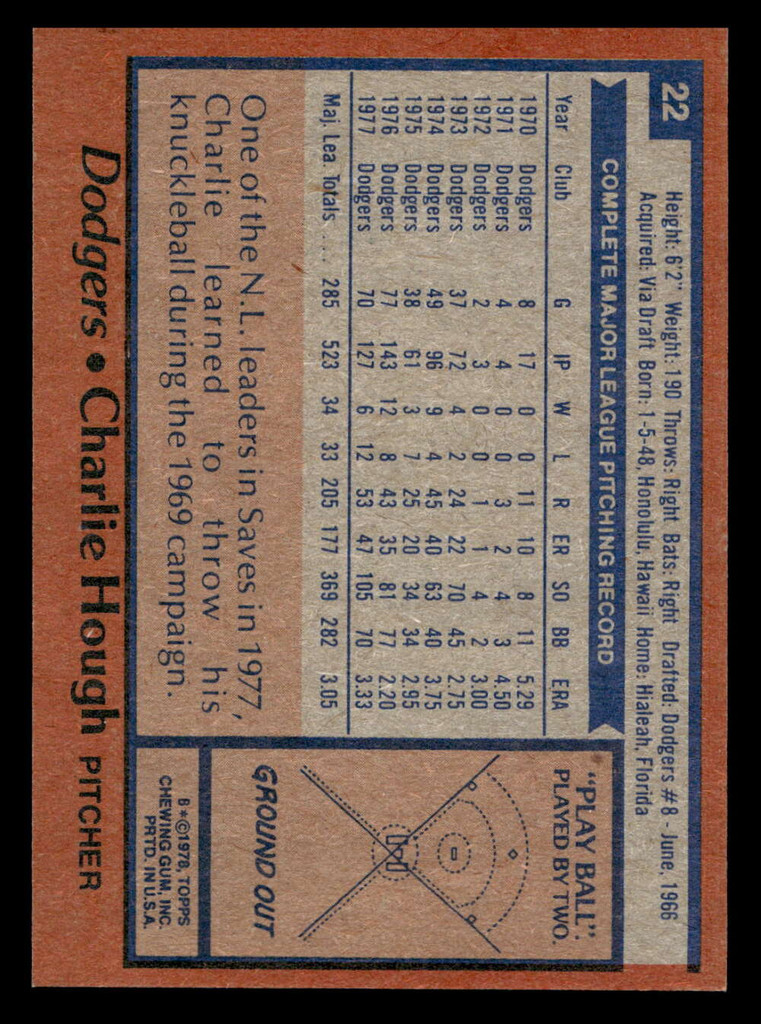 22
Height: 6'2" Weight: 190 Throws: Right Bats: Right Drafted: Dodgers #8 - June, 1966
Acquired: Via Draft Born: 1-5-48, Honolulu, Hawaii Home: Hialeah, Florida
COMPLETE MAJOR LEAGUE PITCHING RECORD
Year Club G IP W L R ER SO BB ERA
1970 Dodgers 8 17 0 0 11 10 8 11 5.29
1971 Dodgers 4 4 0 0 3 2 4 3 4.50
1972 Dodgers 2 3 0 0 1 1 4 2 3.00
1973 Dodgers 37 72 4 2 24 22 70 45 2.75
1974 Dodgers 49 96 9 4 45 40 63 40 3.75
1975 Dodgers 38 61 3 7 25 20 34 34 2.95
1976 Dodgers 77 143 12 8 43 35 81 77 2.20
1977 Dodgers 70 127 6 12 53 47 105 70 3.33
Maj. Lea. Totals .... 285 523 34 33 205 177 369 282 3.05
One of the N.L. leaders in Saves in 1977,
Charlie learned to throw his
knuckleball during the 1969 campaign.
"PLAY BALL":
PLAYED BY TWO.
GROUND OUT
B*©1978, TOPPS
CHEWING GUM, INC.
PRTD. IN U.S.A.
Dodgers • Charlie Hough PITCHER